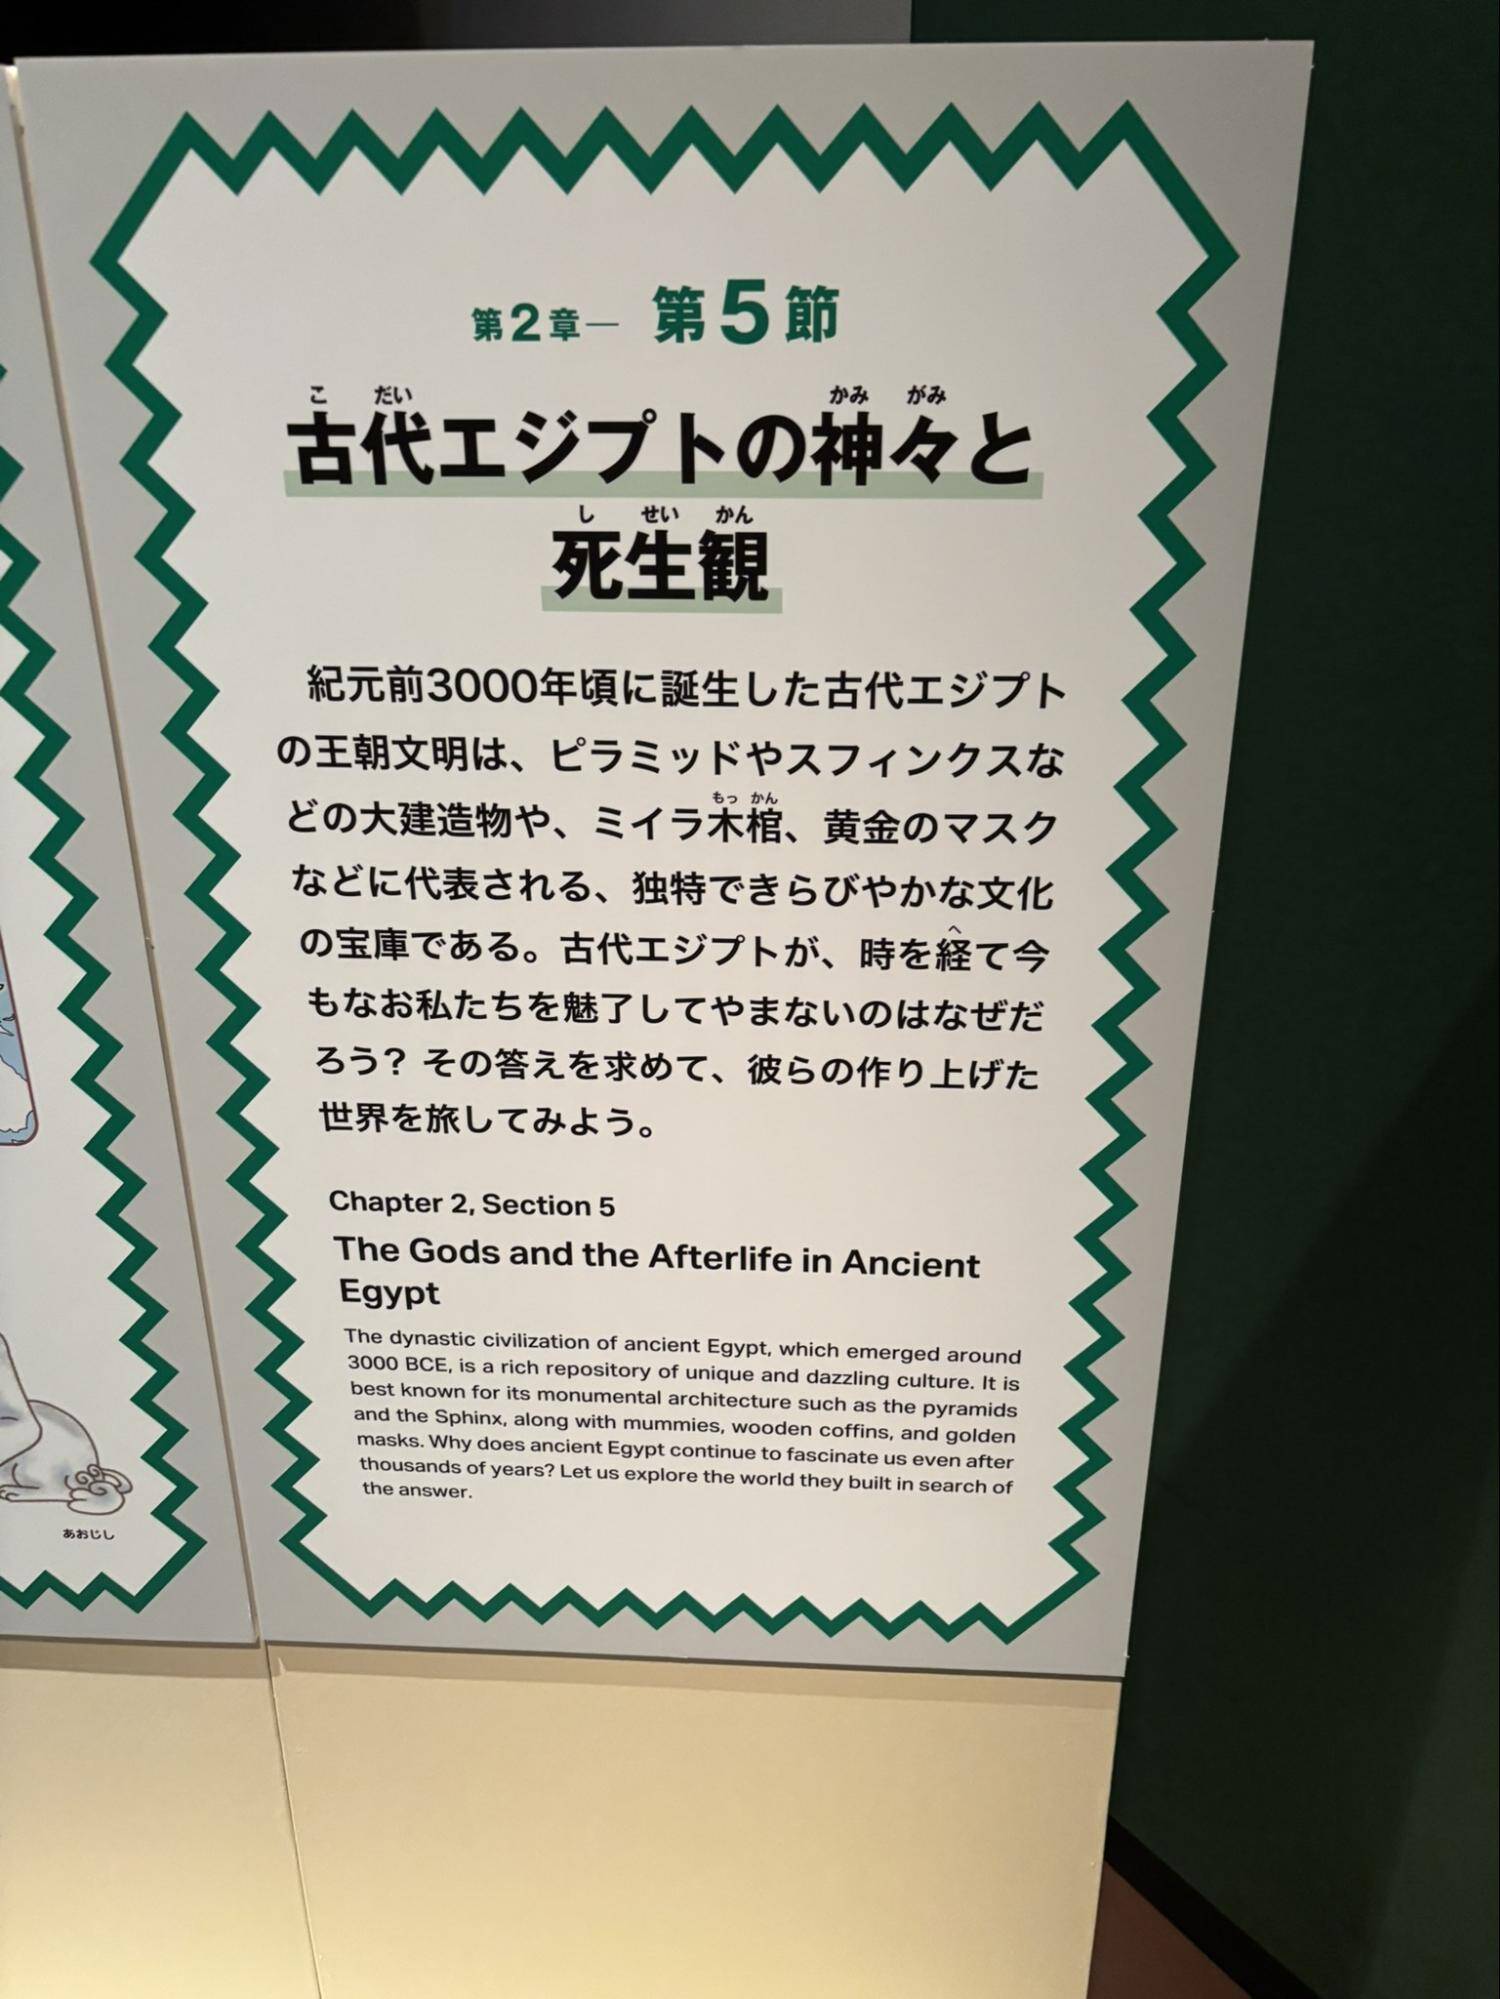 第2章― 第5節
こ だい かみ がみ
古代エジプトの神々と
し せい かん
死生観
紀元前3000年頃に誕生した古代エジプト
の王朝文明は、ピラミッドやスフィンクスな
もっ かん
どの大建造物や、ミイラ木棺、黄金のマスク
などに代表される、独特できらびやかな文化
へ
の宝庫である。古代エジプトが、時を経て今
もなお私たちを魅了してやまないのはなぜだ
ろう? その答えを求めて、彼らの作り上げた
世界を旅してみよう。
Chapter 2, Section 5
The Gods and the Afterlife in Ancient
Egypt
The dynastic civilization of ancient Egypt, which emerged around
3000 BCE, is a rich repository of unique and dazzling culture. It is
best known for its monumental architecture such as the pyramids
and the Sphinx, along with mummies, wooden coffins, and golden
masks. Why does ancient Egypt continue to fascinate us even after
thousands of years? Let us explore the world they built in search of
the answer.
あおじし